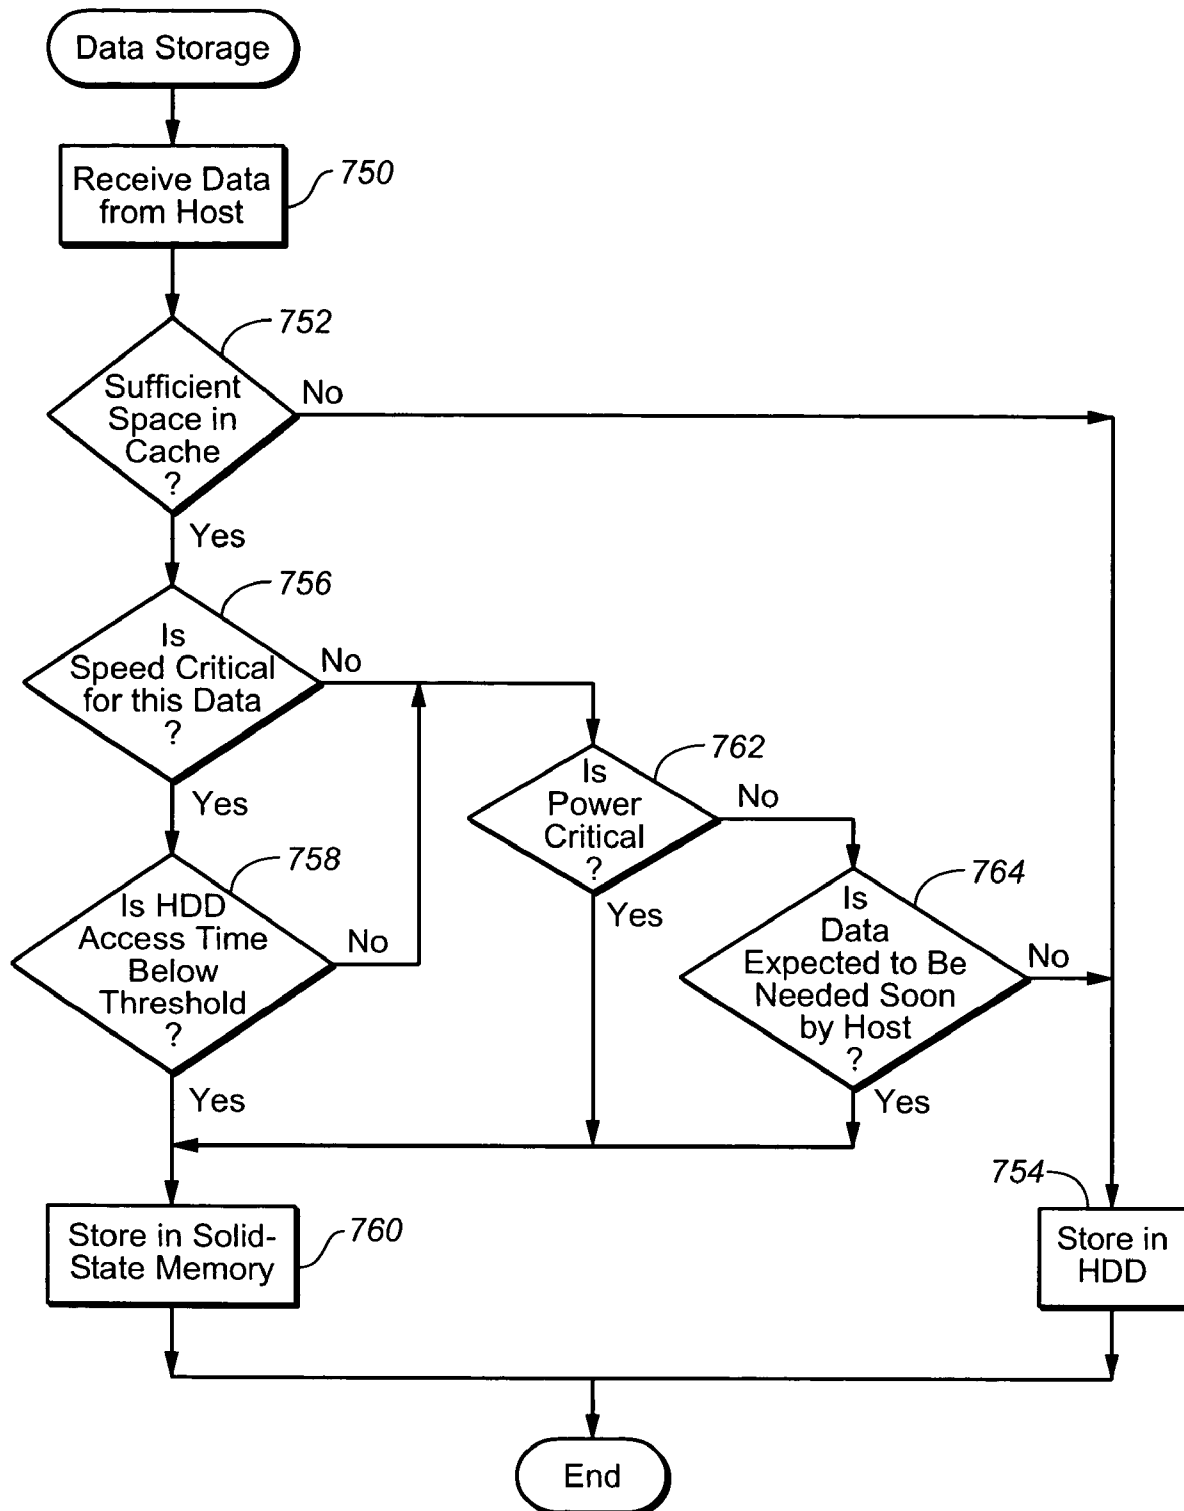 Data Storage
Receive Data
from Host
750
752
Sufficient
Space in
Cache
?
No
Yes
756
Is
Speed Critical
for this Data
?
No
Yes
762
Is
Power
Critical
?
No
Yes
758
Is HDD
Access Time
Below
Threshold
?
No
Yes
764
Is
Data
Expected to Be
Needed Soon
by Host
?
No
Yes
760
Store in Solid-
State Memory
754
Store in
HDD
End